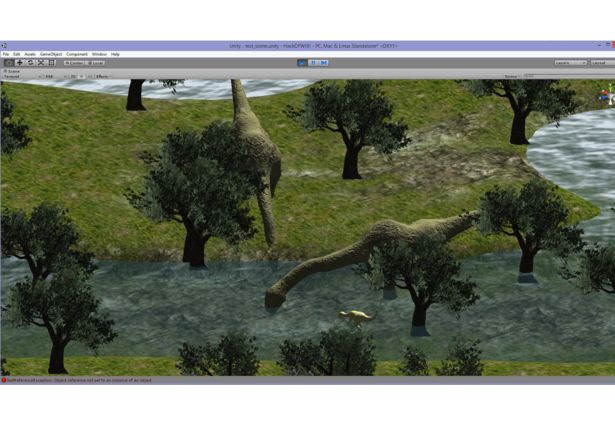 Unity - test_scene.unity - HackDFW00 - PC, Mac & Linux Standalone* <DX11>
File Edit Assets GameObject Component Window Help
Center Local Layers Layout
Scene
Textured RGB 2D Effects Gizmos
NullReferenceException: Object reference not set to an instance of an object